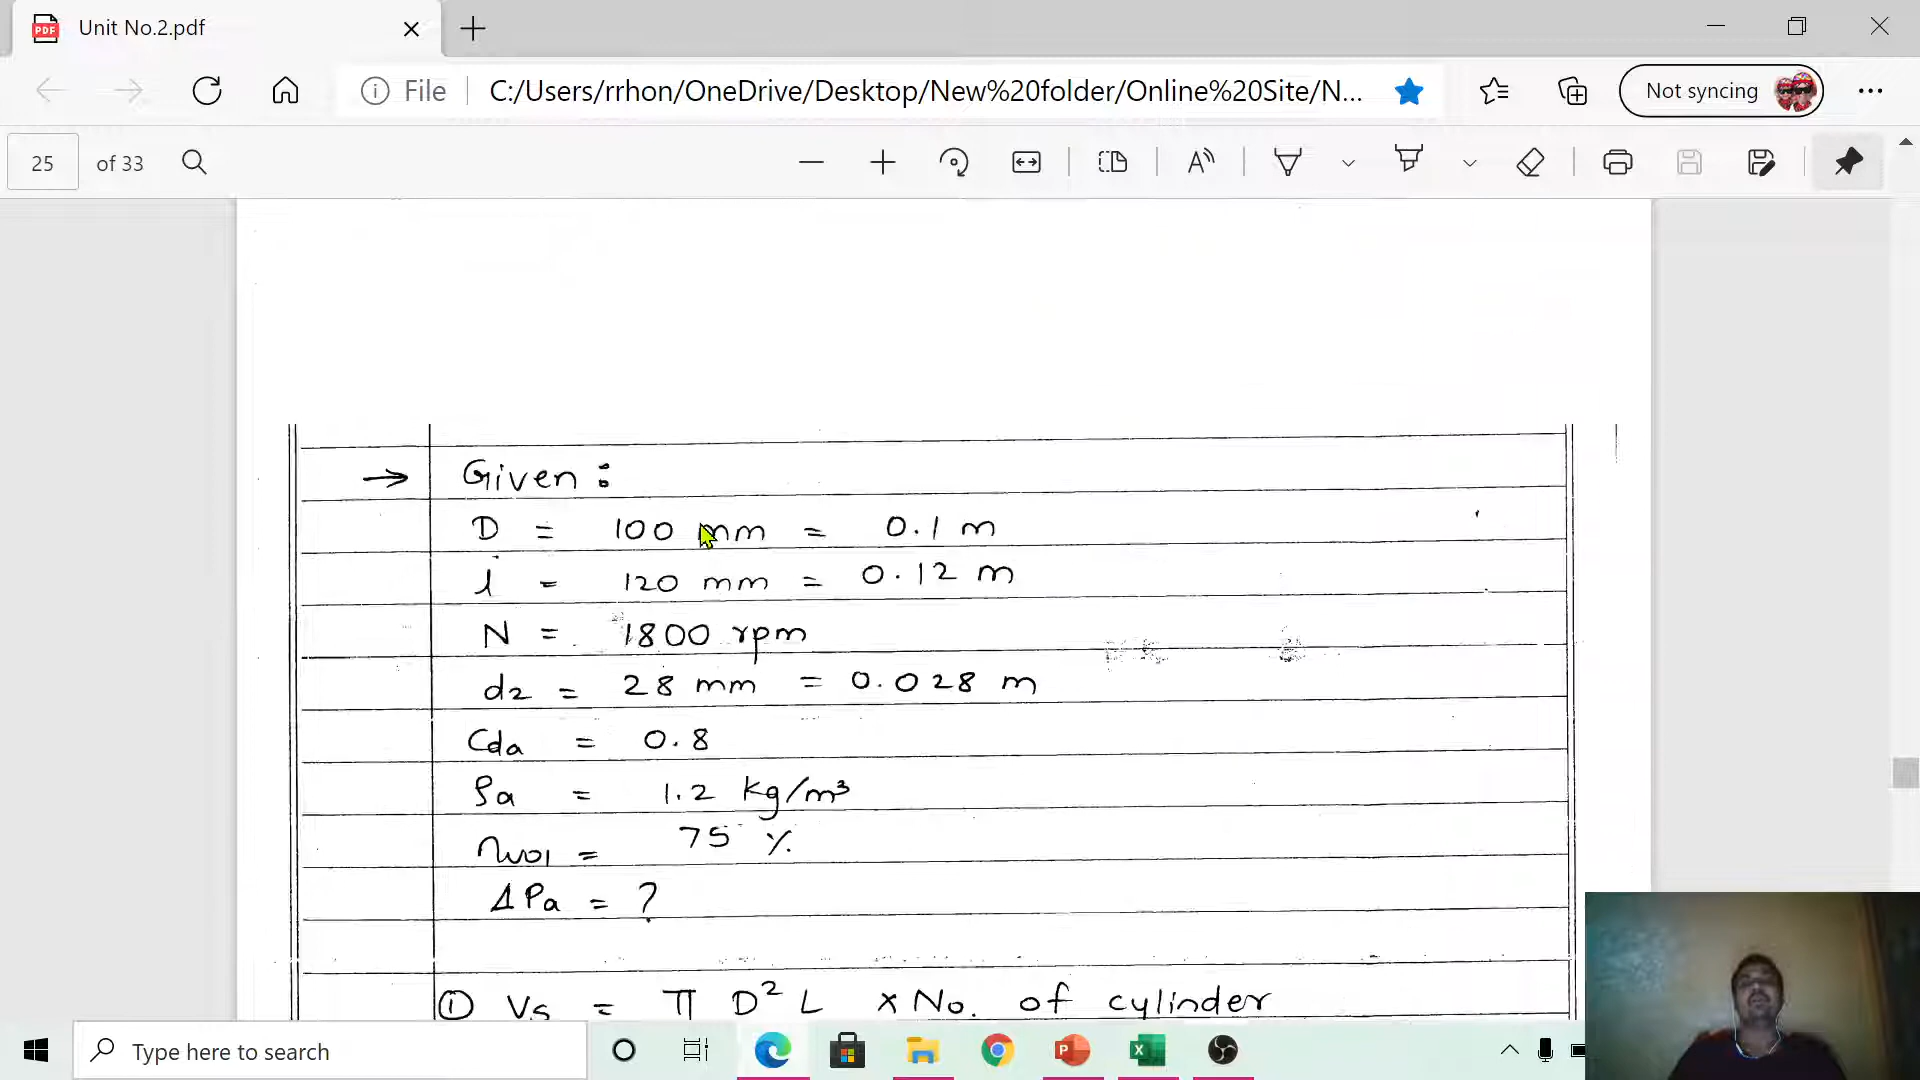 Unit No.2.pdf
File C:/Users/rrhon/OneDrive/Desktop/New%20folder/Online%20Site/N... Not syncing
25 of 33
→ Given :
D = 100 mm = 0.1 m
l = 120 mm = 0.12 m
N = 1800 rpm
d2 = 28 mm = 0.028 m
Cda = 0.8
ρa = 1.2 kg/m³
ηvol = 75 %
ΔPa = ?
① Vs = π D² L × No. of cylinder
Type here to search